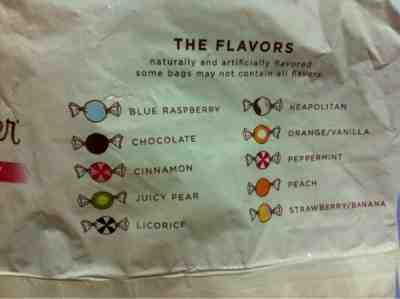 THE FLAVORS
naturally and artificially flavored
some bags may not contain all flavors
BLUE RASPBERRY
CHOCOLATE
CINNAMON
JUICY PEAR
LICORICE
NEAPOLITAN
ORANGE/VANILLA
PEPPERMINT
PEACH
STRAWBERRY/BANANA